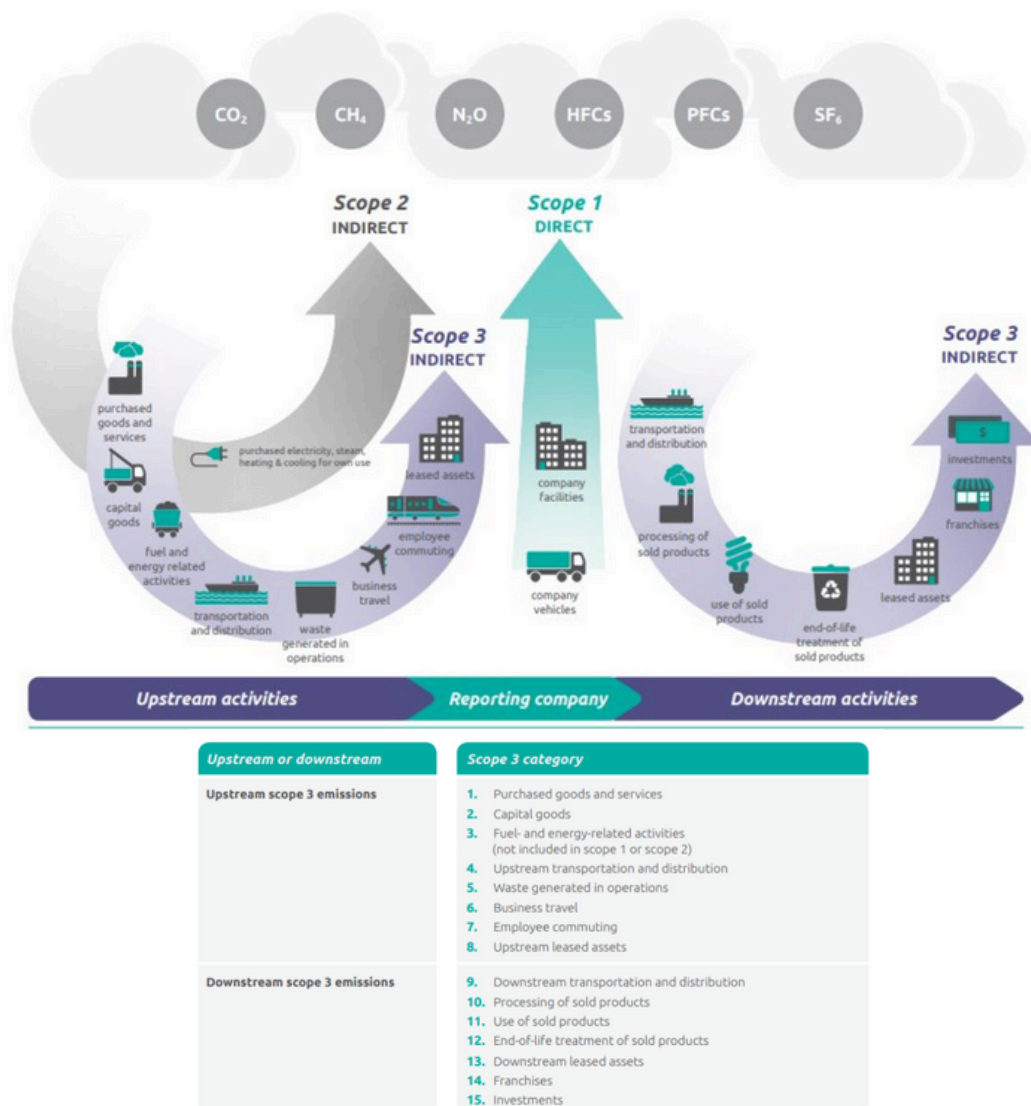 CO₂
CH₄
N₂O
HFCs
PFCs
SF₆
Scope 2
INDIRECT
Scope 1
DIRECT
Scope 3
INDIRECT
Scope 3
INDIRECT
purchased
goods and
services
purchased electricity, steam,
heating & cooling for own use
capital
goods
fuel and
energy related
activities
transportation
and distribution
waste
generated in
operations
business
travel
employee
commuting
leased assets
company
facilities
company
vehicles
transportation
and distribution
processing of
sold products
use of sold
products
end-of-life
treatment of
sold products
leased assets
franchises
$
investments
Upstream activities
Reporting company
Downstream activities
Upstream or downstream
Scope 3 category
Upstream scope 3 emissions
1. Purchased goods and services
2. Capital goods
3. Fuel- and energy-related activities
(not included in scope 1 or scope 2)
4. Upstream transportation and distribution
5. Waste generated in operations
6. Business travel
7. Employee commuting
8. Upstream leased assets
Downstream scope 3 emissions
9. Downstream transportation and distribution
10. Processing of sold products
11. Use of sold products
12. End-of-life treatment of sold products
13. Downstream leased assets
14. Franchises
15. Investments